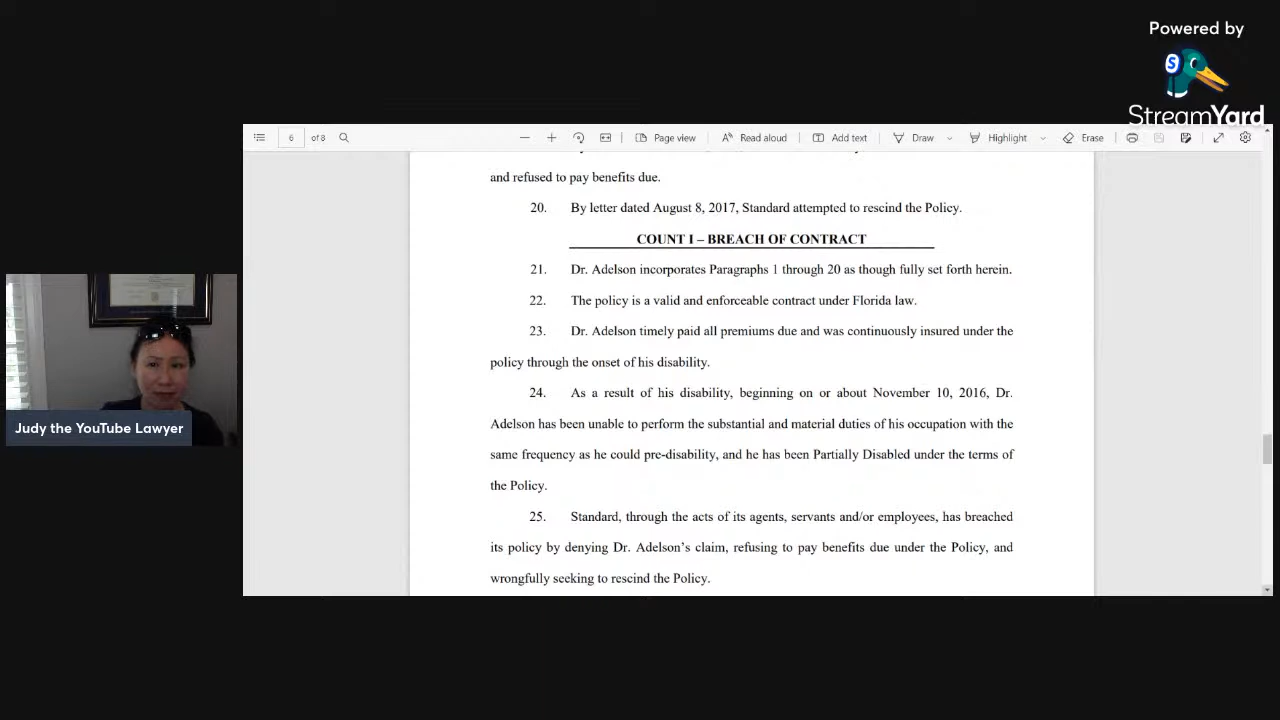 Powered by
S
StreamYard
6 of 8 Page view Read aloud Add text Draw Highlight Erase
and refused to pay benefits due.
20. By letter dated August 8, 2017, Standard attempted to rescind the Policy.
COUNT I – BREACH OF CONTRACT
21. Dr. Adelson incorporates Paragraphs 1 through 20 as though fully set forth herein.
22. The policy is a valid and enforceable contract under Florida law.
23. Dr. Adelson timely paid all premiums due and was continuously insured under the
policy through the onset of his disability.
24. As a result of his disability, beginning on or about November 10, 2016, Dr.
Adelson has been unable to perform the substantial and material duties of his occupation with the
same frequency as he could pre-disability, and he has been Partially Disabled under the terms of
the Policy.
25. Standard, through the acts of its agents, servants and/or employees, has breached
its policy by denying Dr. Adelson’s claim, refusing to pay benefits due under the Policy, and
wrongfully seeking to rescind the Policy.
Judy the YouTube Lawyer